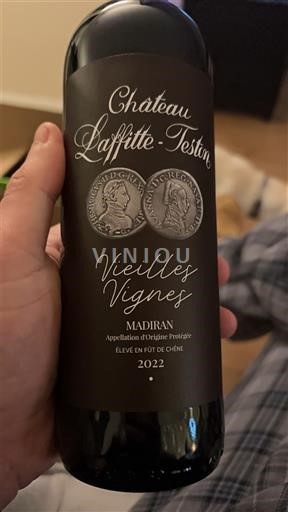 Château
Laffitte-Teston
VINIOU
Vieilles
Vignes
MADIRAN
Appellation d'Origine Protégée
ÉLEVÉ EN FÛT DE CHÊNE
2022